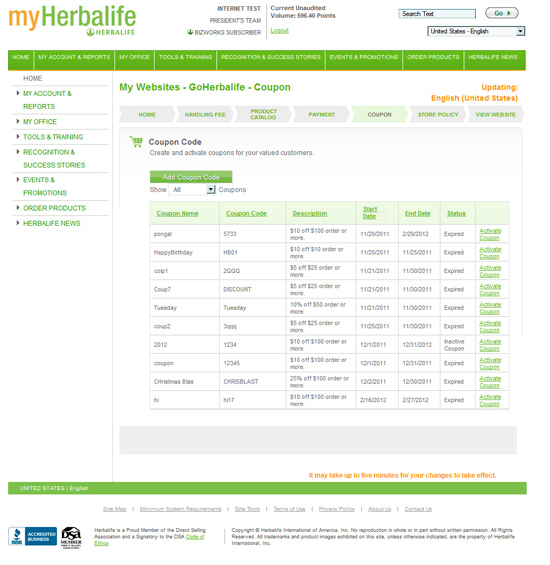 myHerbalife
HERBALIFE
INTERNET TEST
PRESIDENT'S TEAM
BIZWORKS SUBSCRIBER
Current Unaudited
Volume: 596.40 Points
Logout
Search Text
Go
United States - English
HOME MY ACCOUNT & REPORTS MY OFFICE TOOLS & TRAINING RECOGNITION & SUCCESS STORIES EVENTS & PROMOTIONS ORDER PRODUCTS HERBALIFE NEWS
HOME
MY ACCOUNT &
REPORTS
MY OFFICE
TOOLS & TRAINING
RECOGNITION &
SUCCESS STORIES
EVENTS &
PROMOTIONS
ORDER PRODUCTS
HERBALIFE NEWS
My Websites - GoHerbalife - Coupon
Updating:
English (United States)
HOME HANDLING FEE PRODUCT CATALOG PAYMENT COUPON STORE POLICY VIEW WEBSITE
Coupon Code
Create and activate coupons for your valued customers.
Add Coupon Code
Show All Coupons
Coupon Name Coupon Code Description Start Date End Date Status
pongal 5733 $10 off $100 order or more. 11/20/2011 2/29/2012 Expired Activate Coupon
HappyBirthday HB01 $10 off $10 order or more. 11/20/2011 11/25/2011 Expired Activate Coupon
coip1 2QQQ $5 off $25 order or more. 11/21/2011 11/30/2011 Expired Activate Coupon
Coup7 DISCOUNT $5 off $25 order or more. 11/21/2011 11/30/2011 Expired Activate Coupon
Tuesday Tuesday 10% off $50 order or more. 11/21/2011 11/30/2011 Expired Activate Coupon
coup2 3qqq $5 off $25 order or more. 11/25/2011 11/30/2011 Expired Activate Coupon
2012 1234 $10 off $100 order or more. 12/1/2011 12/31/2012 Inactive Coupon Activate Coupon
coupon 12345 $10 off $100 order or more. 12/1/2011 12/31/2011 Expired Activate Coupon
CHristmas Blas CHRISBLAST 25% off $100 order or more. 12/2/2011 12/30/2011 Expired Activate Coupon
hi hi17 $10 off $100 order or more. 2/16/2012 2/27/2012 Expired Activate Coupon
It may take up to five minutes for your changes to take effect.
UNITED STATES | English
Site Map | Minimum System Requirements | Site Tools | Terms of Use | Privacy Policy | About Us | Contact Us
BBB ACCREDITED BUSINESS
DSA MEMBER
Herbalife is a Proud Member of the Direct Selling
Association and a Signatory to the DSA Code of
Ethics
Copyright © Herbalife International of America, Inc. No reproduction in whole or in part without written permission. All Rights
Reserved. All trademarks and product images exhibited on this site, unless otherwise indicated, are the property of Herbalife
International, Inc.